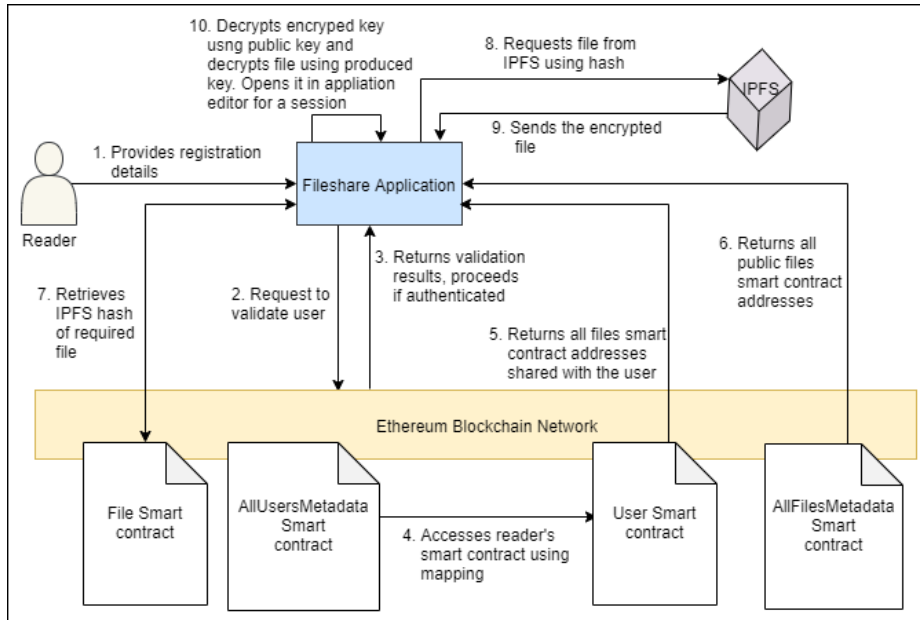 10. Decrypts encryped key
usng public key and
decrypts file using produced
key. Opens it in appliation
editor for a session
8. Requests file from
IPFS using hash
IPFS
9. Sends the encrypted
file
1. Provides registration
details
Fileshare Application
Reader
7. Retrieves
IPFS hash
of required
file
2. Request to
validate user
3. Returns validation
results, proceeds
if authenticated
5. Returns all files smart
contract addresses
shared with the user
6. Returns all
public files
smart contract
addresses
Ethereum Blockchain Network
File Smart
contract
AllUsersMetadata
Smart
contract
4. Accesses reader's
smart contract using
mapping
User Smart
contract
AllFilesMetadata
Smart
contract